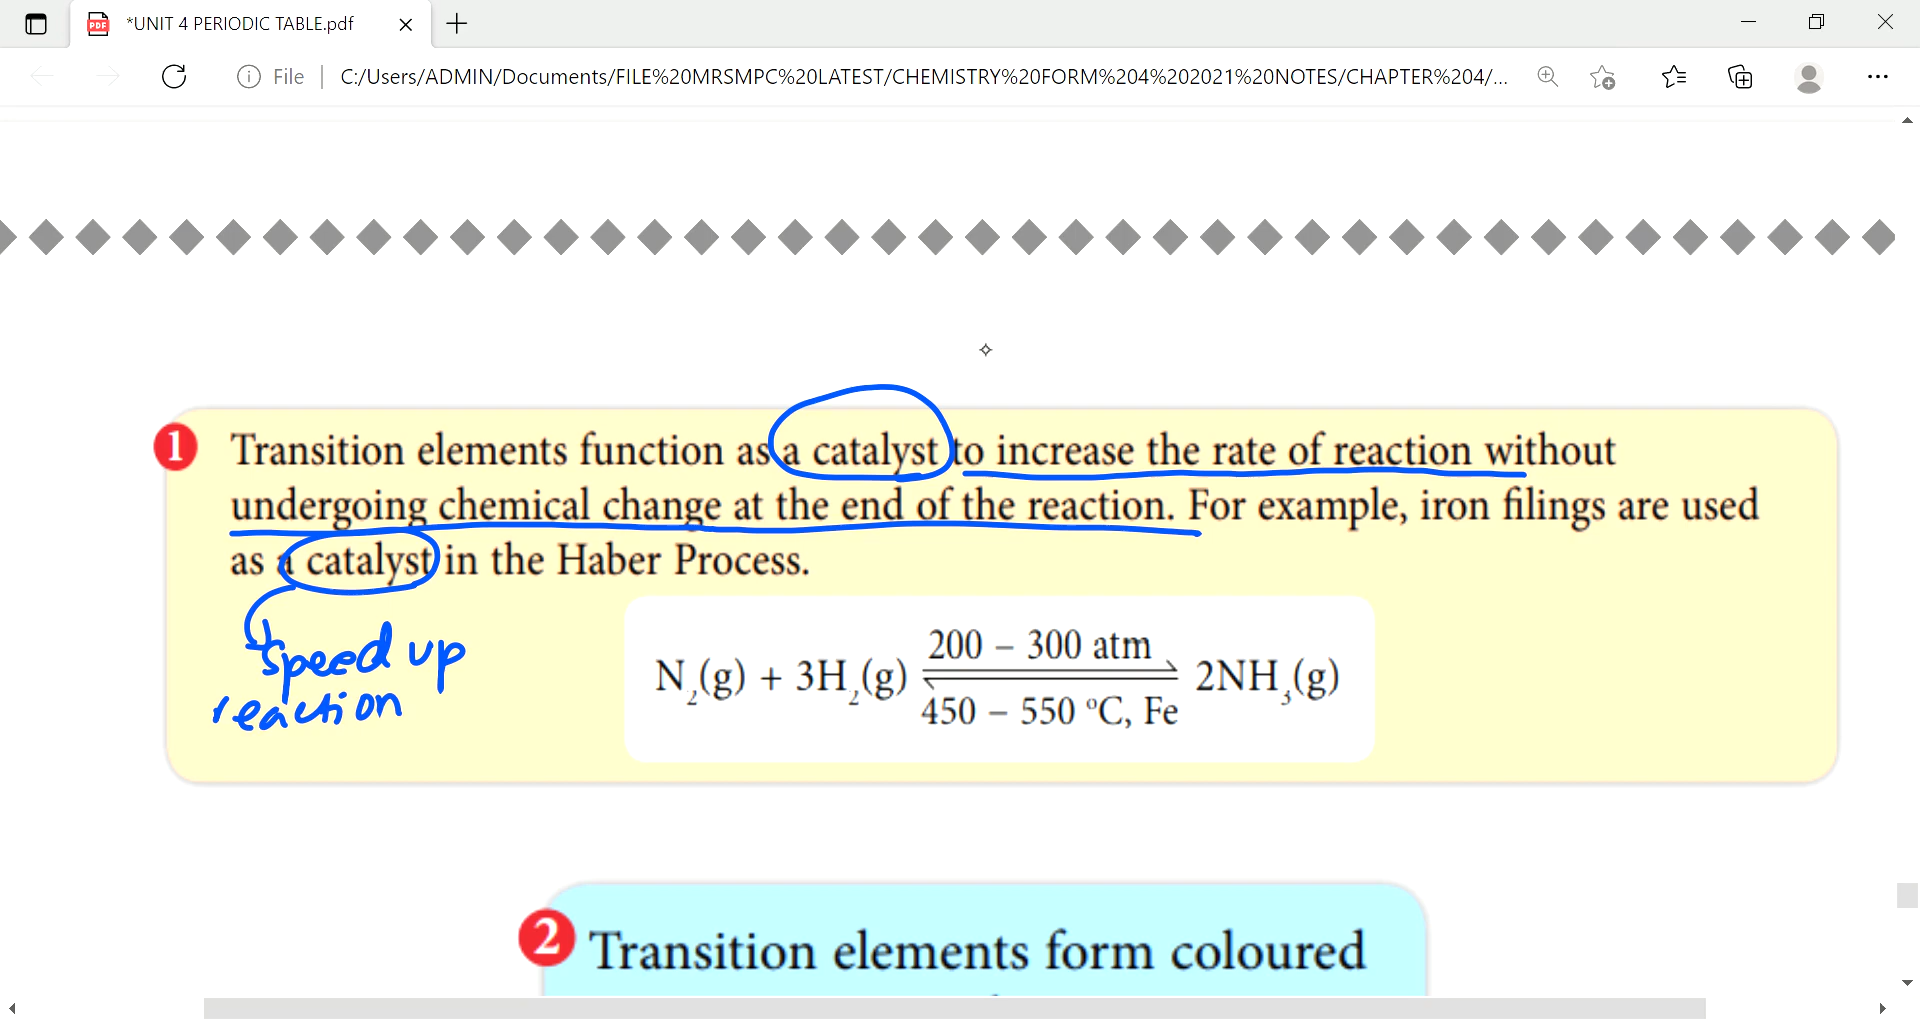 *UNIT 4 PERIODIC TABLE.pdf
File
C:/Users/ADMIN/Documents/FILE%20MRSMPC%20LATEST/CHEMISTRY%20FORM%204%202021%20NOTES/CHAPTER%204/...
1 Transition elements function as a catalyst to increase the rate of reaction without
undergoing chemical change at the end of the reaction. For example, iron filings are used
as a catalyst in the Haber Process.
speed up
reaction
200 – 300 atm
N₂(g) + 3H₂(g) ⇌ 2NH₃(g)
450 – 550 °C, Fe
2 Transition elements form coloured